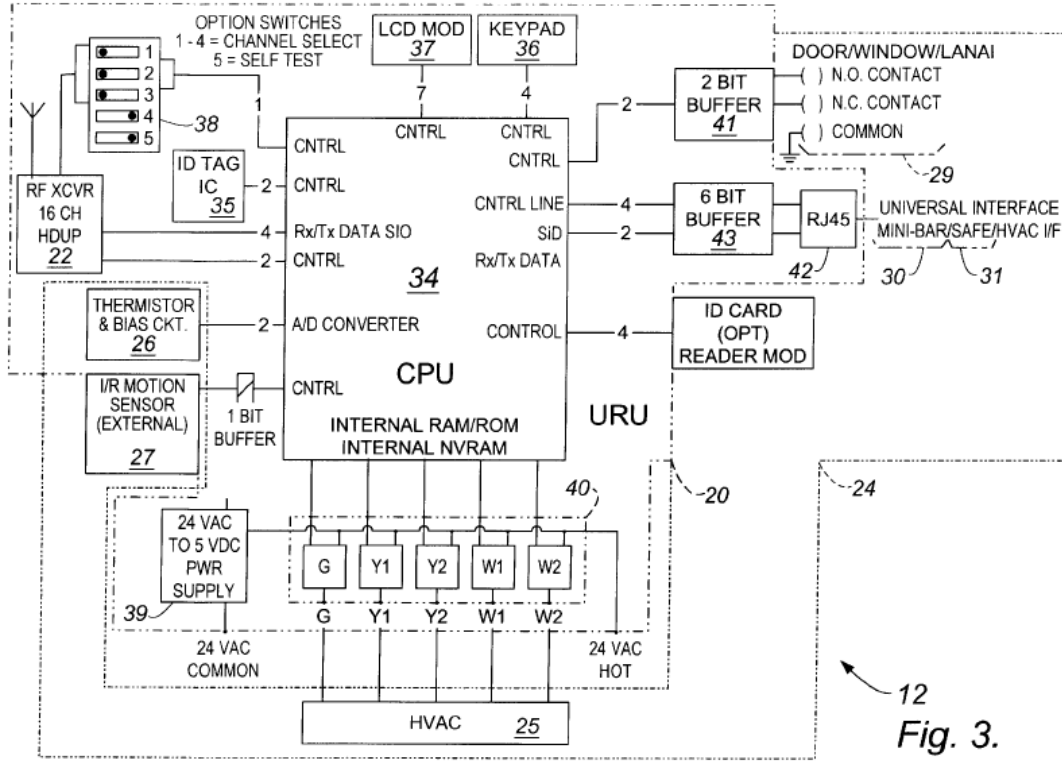 OPTION SWITCHES
1 - 4 = CHANNEL SELECT
5 = SELF TEST
1
2
3
4
5
38
LCD MOD
37
KEYPAD
36
7
4
1
DOOR/WINDOW/LANAI
( ) N.O. CONTACT
( ) N.C. CONTACT
( ) COMMON
29
2 BIT
BUFFER
41
2
CNTRL
CNTRL
CNTRL
CNTRL
ID TAG
IC
35
2
CNTRL
RF XCVR
16 CH
HDUP
22
4
Rx/Tx DATA SIO
2
CNTRL
CNTRL LINE
4
SiD
2
Rx/Tx DATA
6 BIT
BUFFER
43
RJ45
42
UNIVERSAL INTERFACE
MINI-BAR/SAFE/HVAC I/F
30
31
34
THERMISTOR
& BIAS CKT.
26
2
A/D CONVERTER
CONTROL
4
ID CARD
(OPT)
READER MOD
CPU
I/R MOTION
SENSOR
(EXTERNAL)
27
1 BIT
BUFFER
CNTRL
INTERNAL RAM/ROM
INTERNAL NVRAM
URU
20
24
40
24 VAC
TO 5 VDC
PWR
SUPPLY
39
G
Y1
Y2
W1
W2
G
Y1
Y2
W1
W2
24 VAC
COMMON
24 VAC
HOT
HVAC
25
12
Fig. 3.